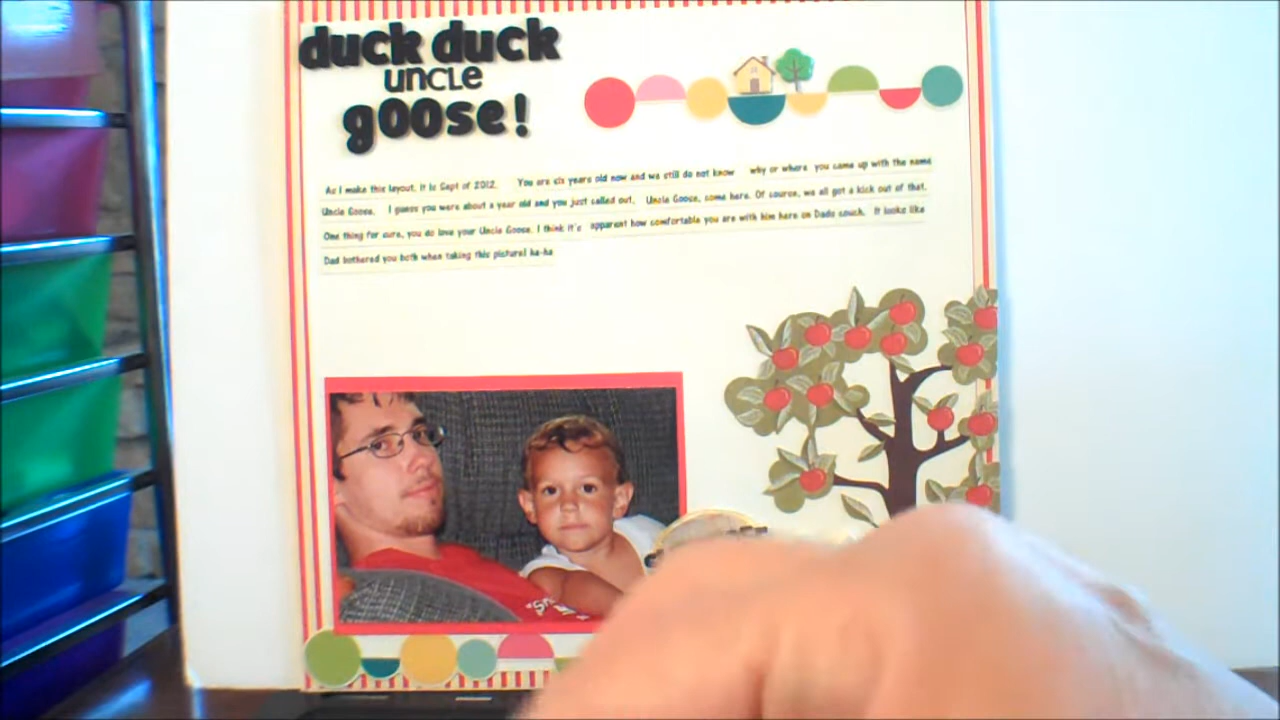 duck duck
uncle
goose!
As I make this layout, it is Sept of 2012. You are six years old now and we still do not know why or where you came up with the name
Uncle Goose. I guess you were about a year old and you just called out, Uncle Goose, come here. Of course, we all got a kick out of that.
One thing for sure, you do love your Uncle Goose. I think it's apparent how comfortable you are with him here on Dads couch. It looks like
Dad bothered you both when taking this picture! ha-ha